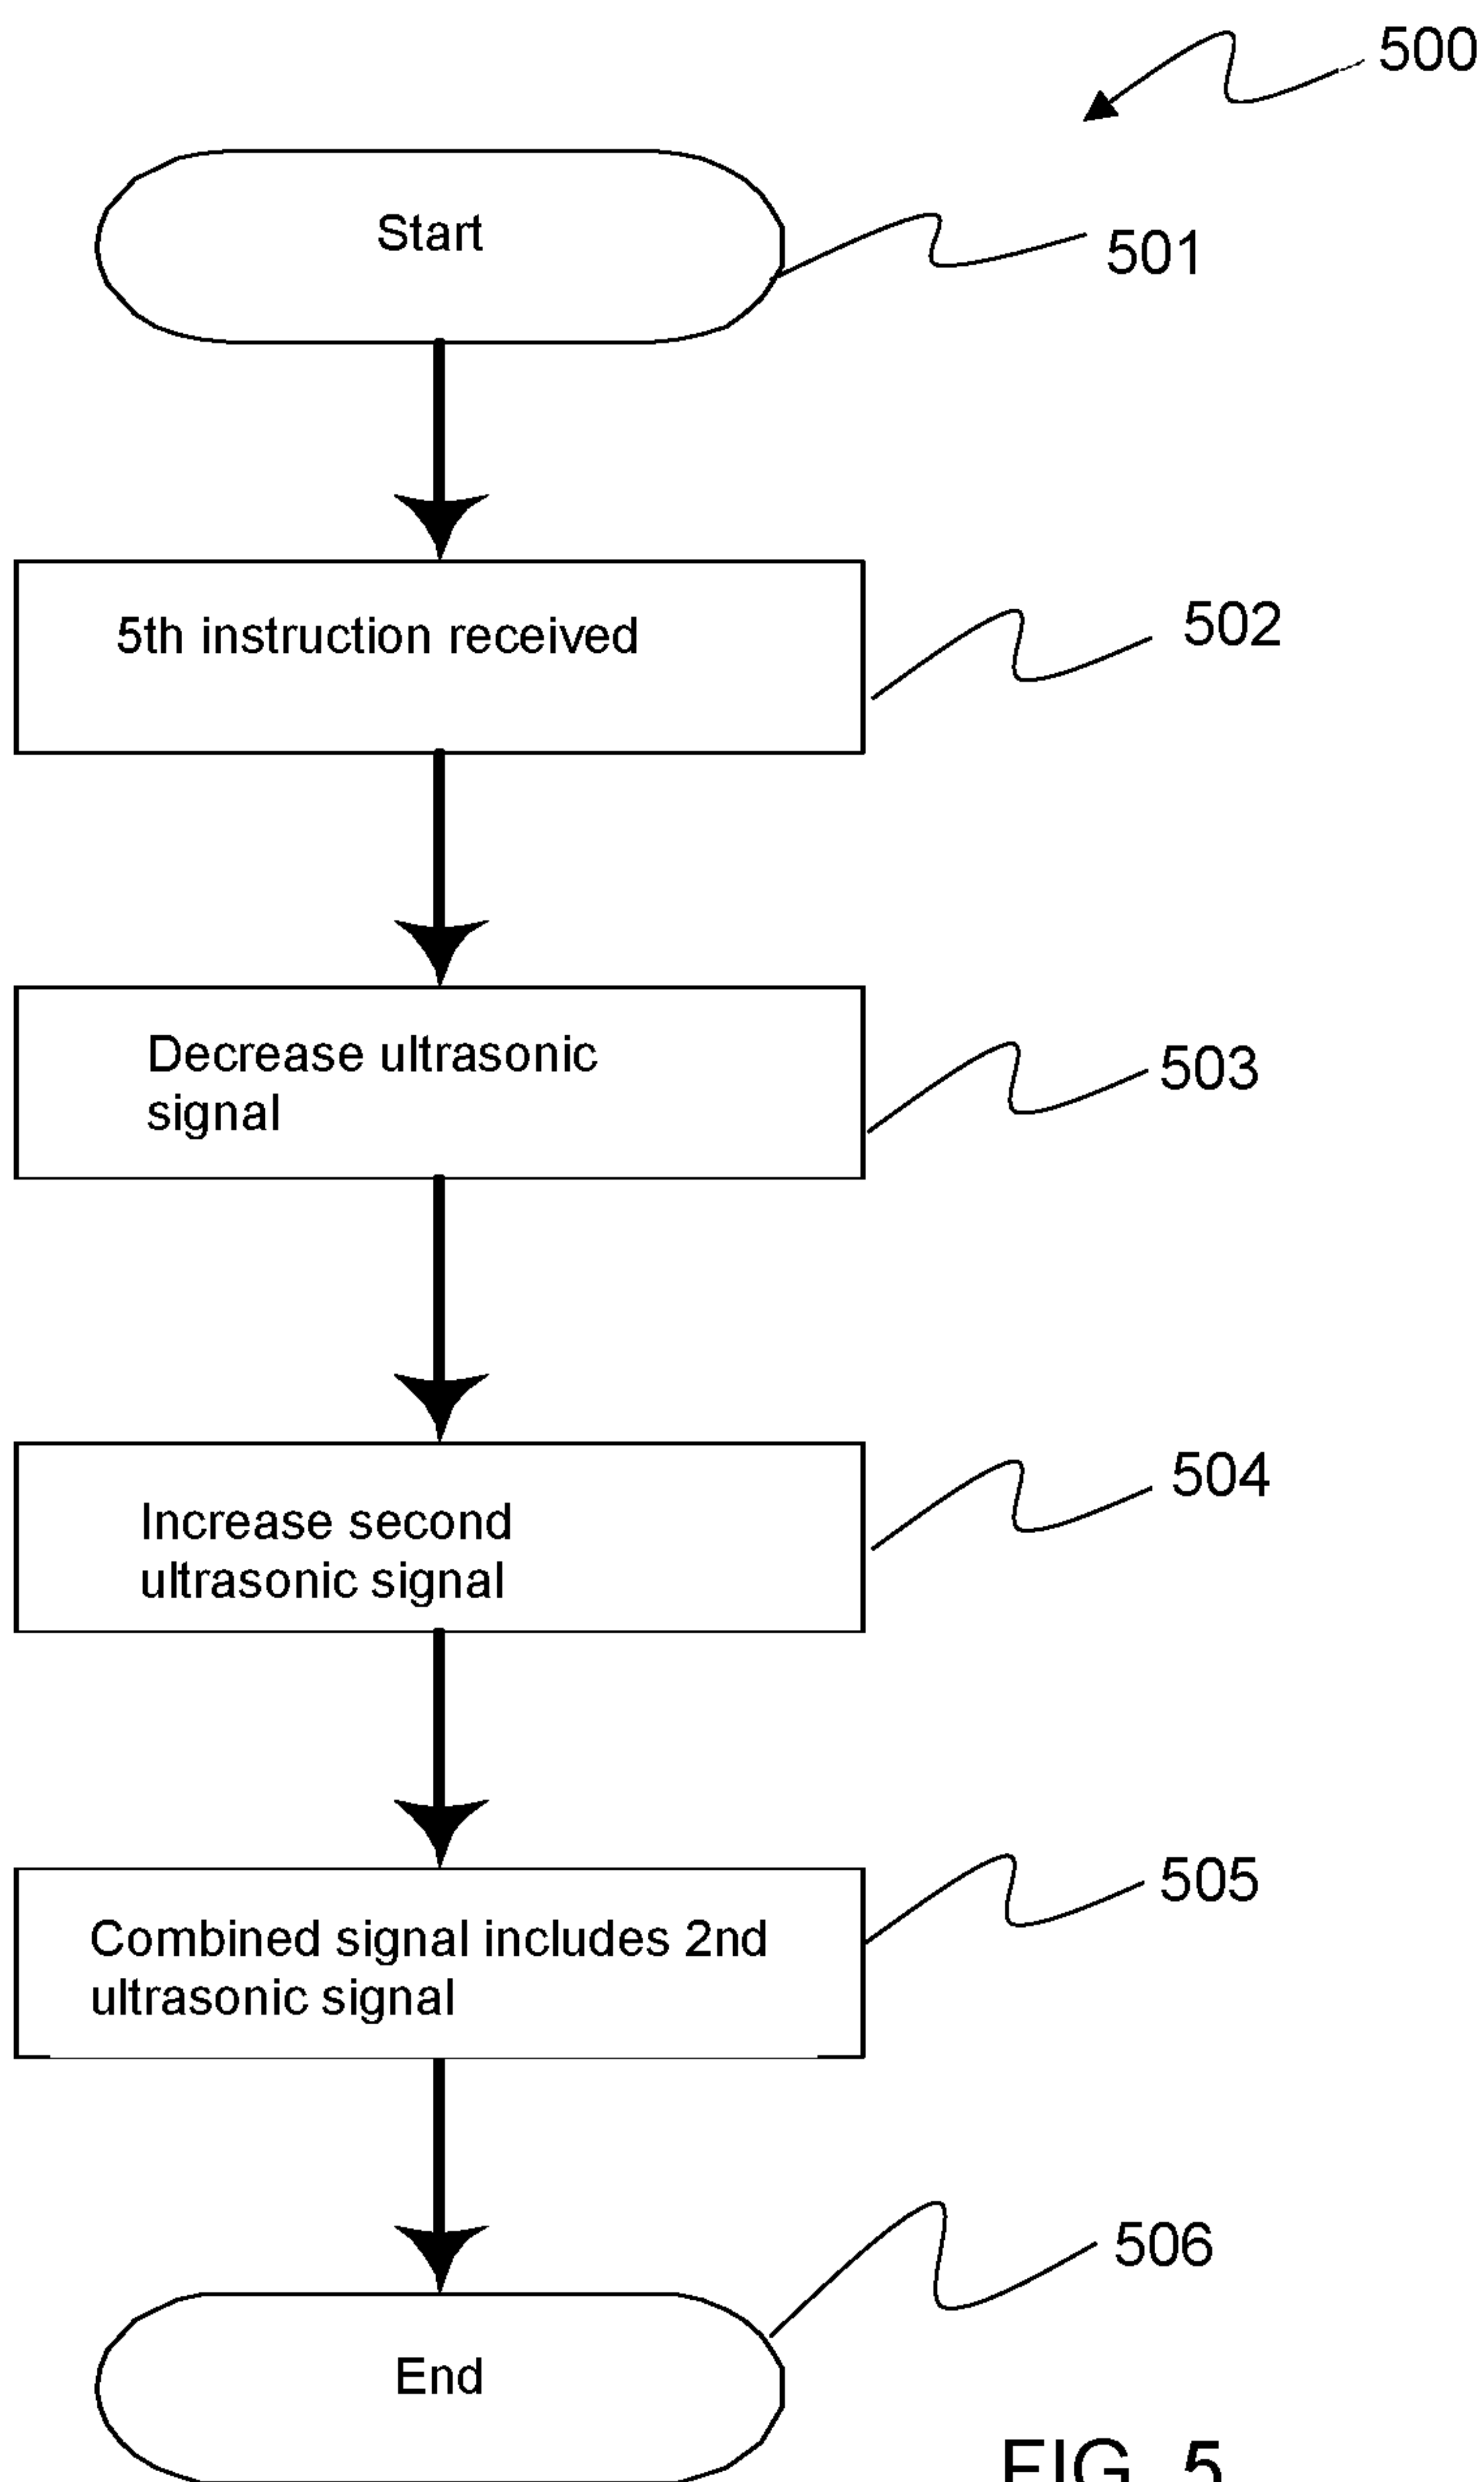 500
Start
501
5th instruction received
502
Decrease ultrasonic
signal
503
Increase second
ultrasonic signal
504
Combined signal includes 2nd
ultrasonic signal
505
506
End
FIG. 5